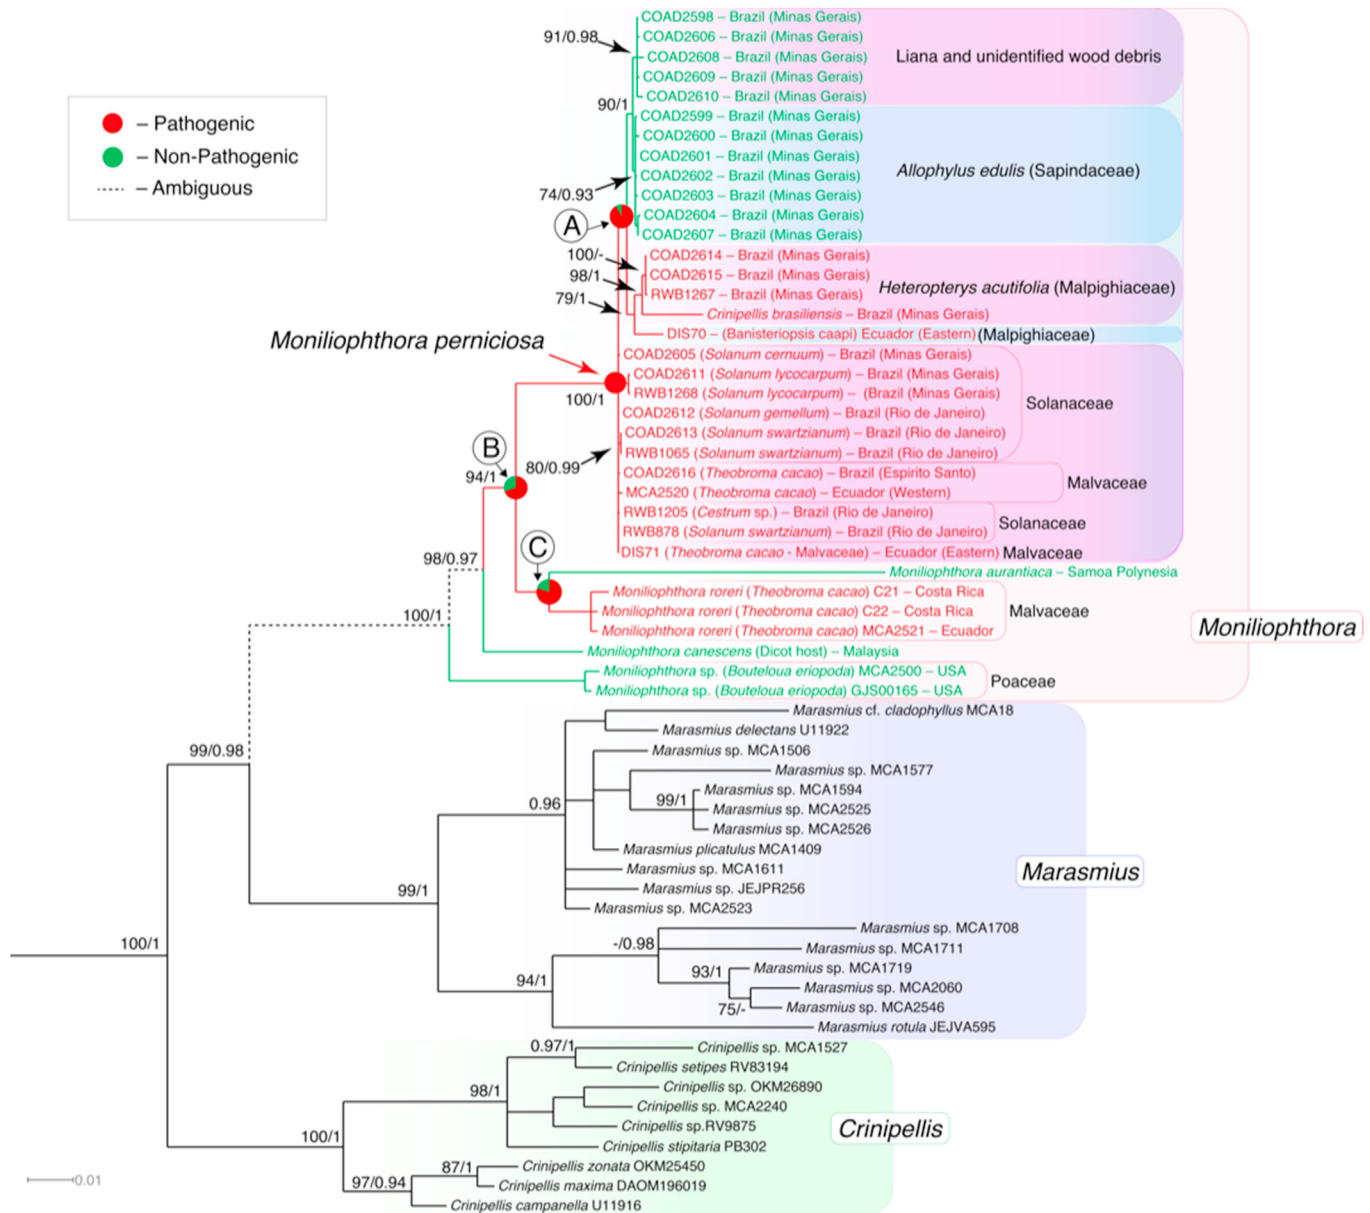 COAD2598 – Brazil (Minas Gerais)
91/0.98
COAD2606 – Brazil (Minas Gerais)
COAD2608 – Brazil (Minas Gerais)
Liana and unidentified wood debris
COAD2609 – Brazil (Minas Gerais)
COAD2610 – Brazil (Minas Gerais)
90/1
COAD2599 – Brazil (Minas Gerais)
– Pathogenic
COAD2600 – Brazil (Minas Gerais)
– Non-Pathogenic
COAD2601 – Brazil (Minas Gerais)
Allophylus edulis (Sapindaceae)
– Ambiguous
COAD2602 – Brazil (Minas Gerais)
74/0.93
COAD2603 – Brazil (Minas Gerais)
COAD2604 – Brazil (Minas Gerais)
A
COAD2607 – Brazil (Minas Gerais)
100/-
COAD2614 – Brazil (Minas Gerais)
98/1
COAD2615 – Brazil (Minas Gerais)
Heteropterys acutifolia (Malpighiaceae)
79/1
RWB1267 – Brazil (Minas Gerais)
Crinipellis brasiliensis – Brazil (Minas Gerais)
DIS70 – (Banisteriopsis caapi) Ecuador (Eastern) (Malpighiaceae)
Moniliophthora perniciosa
COAD2605 (Solanum cernuum) – Brazil (Minas Gerais)
COAD2611 (Solanum lycocarpum) – Brazil (Minas Gerais)
100/1
RWB1268 (Solanum lycocarpum) – (Brazil (Minas Gerais)
Solanaceae
COAD2612 (Solanum gemellum) – Brazil (Rio de Janeiro)
COAD2613 (Solanum swartzianum) – Brazil (Rio de Janeiro)
B
RWB1065 (Solanum swartzianum) – Brazil (Rio de Janeiro)
94/1
80/0.99
COAD2616 (Theobroma cacao) – Brazil (Espirito Santo)
Malvaceae
MCA2520 (Theobroma cacao) – Ecuador (Western)
RWB1205 (Cestrum sp.) – Brazil (Rio de Janeiro)
Solanaceae
RWB878 (Solanum swartzianum) – Brazil (Rio de Janeiro)
C
DIS71 (Theobroma cacao - Malvaceae) – Ecuador (Eastern) Malvaceae
98/0.97
Moniliophthora aurantiaca – Samoa Polynesia
Moniliophthora roreri (Theobroma cacao) C21 – Costa Rica
100/1
Moniliophthora roreri (Theobroma cacao) C22 – Costa Rica
Malvaceae
Moniliophthora roreri (Theobroma cacao) MCA2521 – Ecuador
Moniliophthora
Moniliophthora canescens (Dicot host) – Malaysia
Moniliophthora sp. (Bouteloua eriopoda) MCA2500 – USA
Poaceae
Moniliophthora sp. (Bouteloua eriopoda) GJS00165 – USA
Marasmius cf. cladophyllus MCA18
Marasmius delectans U11922
99/0.98
Marasmius sp. MCA1506
Marasmius sp. MCA1577
Marasmius sp. MCA1594
0.96
99/1
Marasmius sp. MCA2525
Marasmius sp. MCA2526
Marasmius plicatulus MCA1409
Marasmius sp. MCA1611
Marasmius
99/1
Marasmius sp. JEJPR256
Marasmius sp. MCA2523
Marasmius sp. MCA1708
100/1
-/0.98
Marasmius sp. MCA1711
93/1
Marasmius sp. MCA1719
94/1
Marasmius sp. MCA2060
75/-
Marasmius sp. MCA2546
Marasmius rotula JEJVA595
0.97/1
Crinipellis sp. MCA1527
Crinipellis setipes RV83194
98/1
Crinipellis sp. OKM26890
Crinipellis sp. MCA2240
Crinipellis sp.RV9875
Crinipellis
100/1
Crinipellis stipitaria PB302
87/1
Crinipellis zonata OKM25450
0.01
97/0.94
Crinipellis maxima DAOM196019
Crinipellis campanella U11916